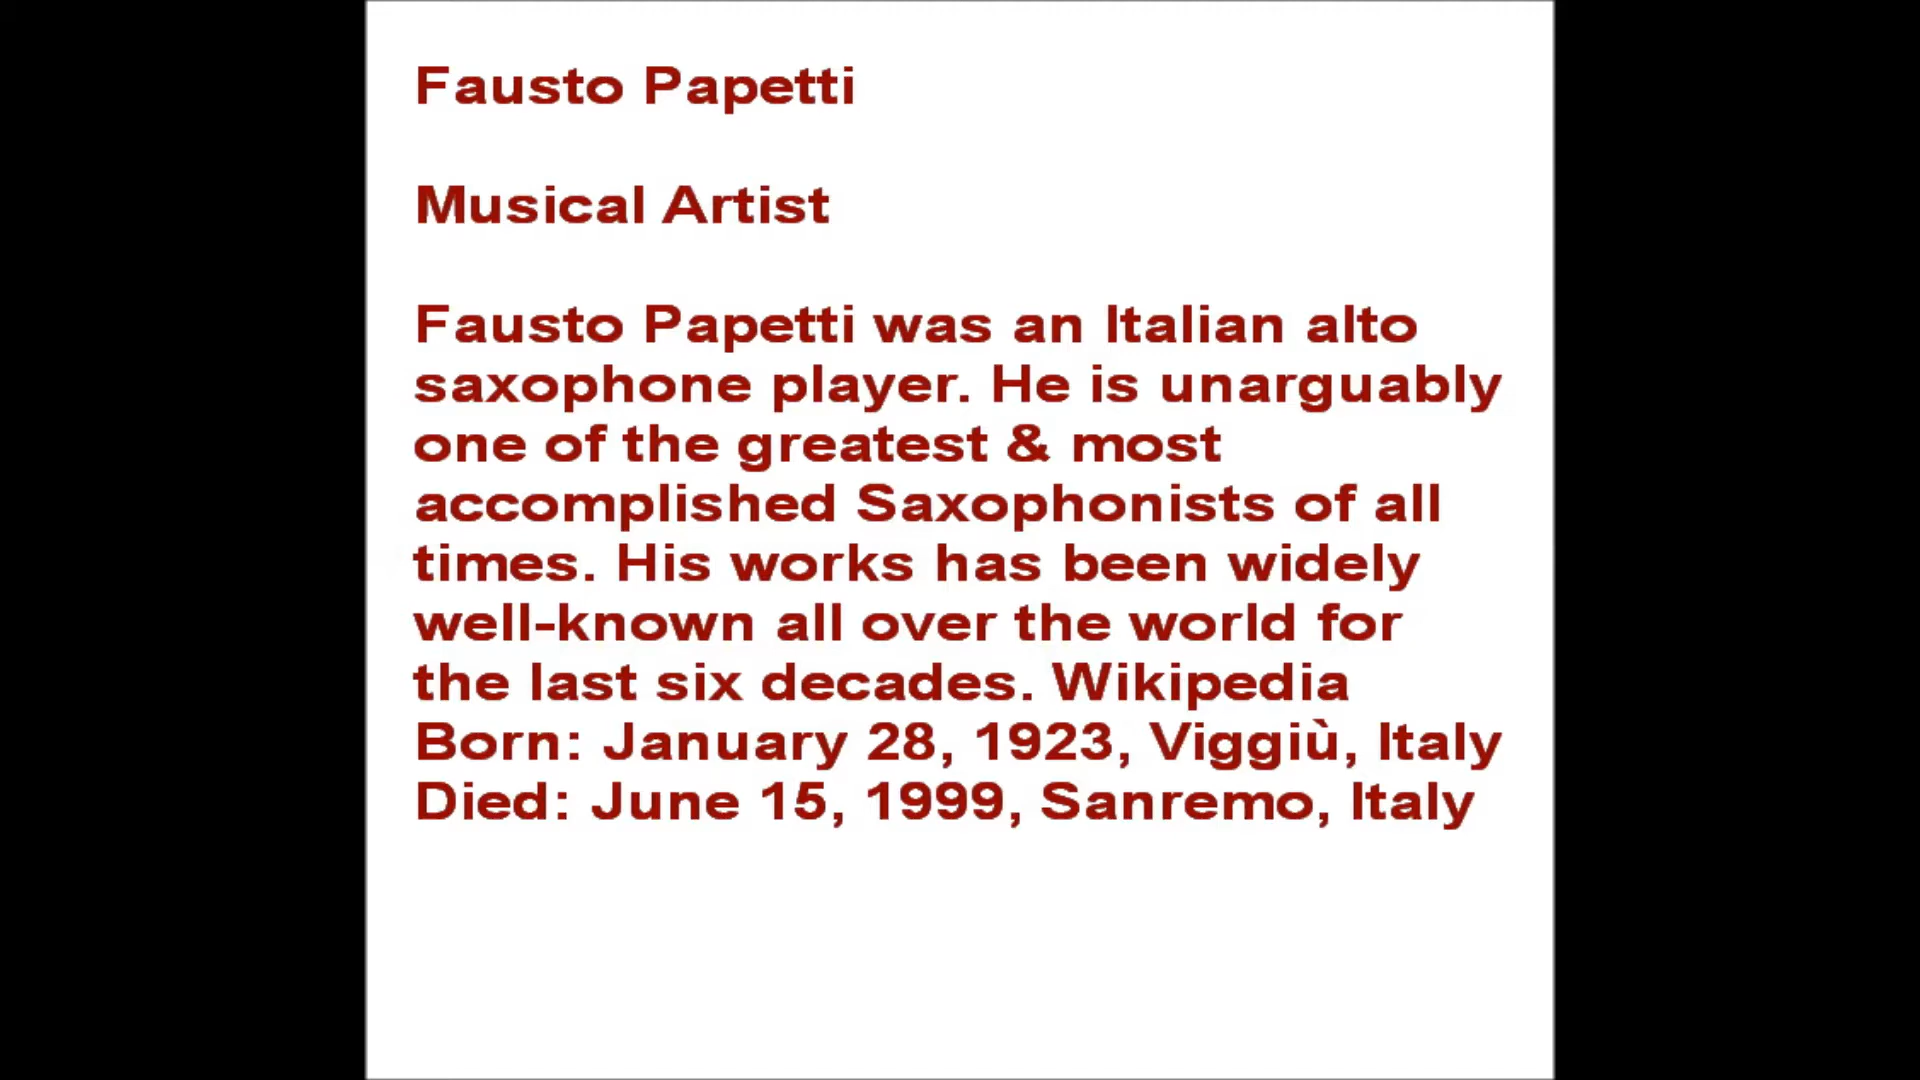 Fausto Papetti
Musical Artist
Fausto Papetti was an Italian alto
saxophone player. He is unarguably
one of the greatest & most
accomplished Saxophonists of all
times. His works has been widely
well-known all over the world for
the last six decades. Wikipedia
Born: January 28, 1923, Viggiù, Italy
Died: June 15, 1999, Sanremo, Italy